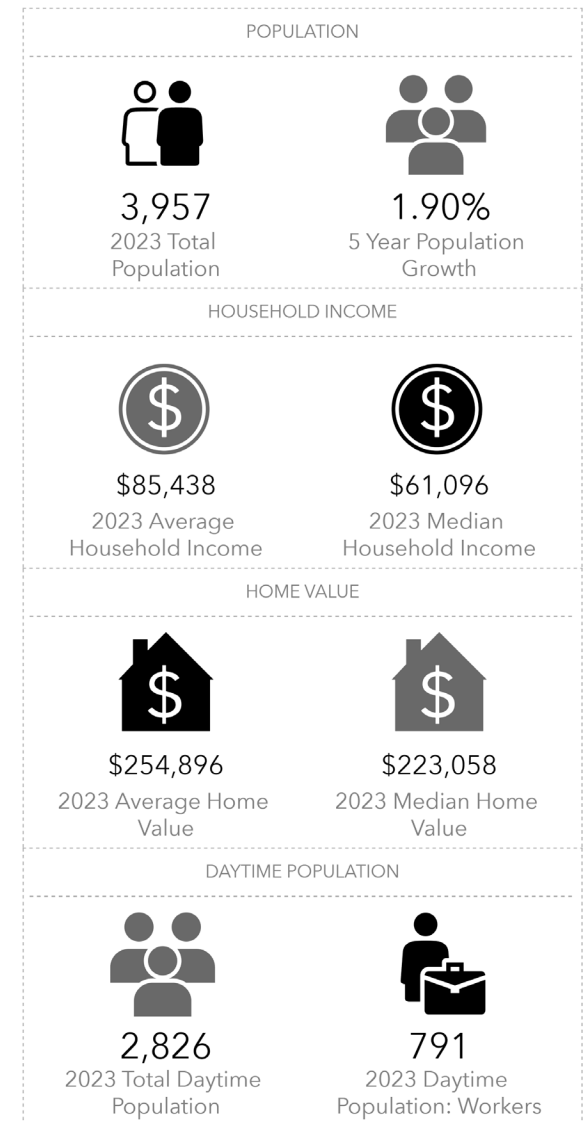 POPULATION
3,957
2023 Total
Population
1.90%
5 Year Population
Growth
HOUSEHOLD INCOME
$
$85,438
2023 Average
Household Income
$
$61,096
2023 Median
Household Income
HOME VALUE
$
$254,896
2023 Average Home
Value
$
$223,058
2023 Median Home
Value
DAYTIME POPULATION
2,826
2023 Total Daytime
Population
791
2023 Daytime
Population: Workers